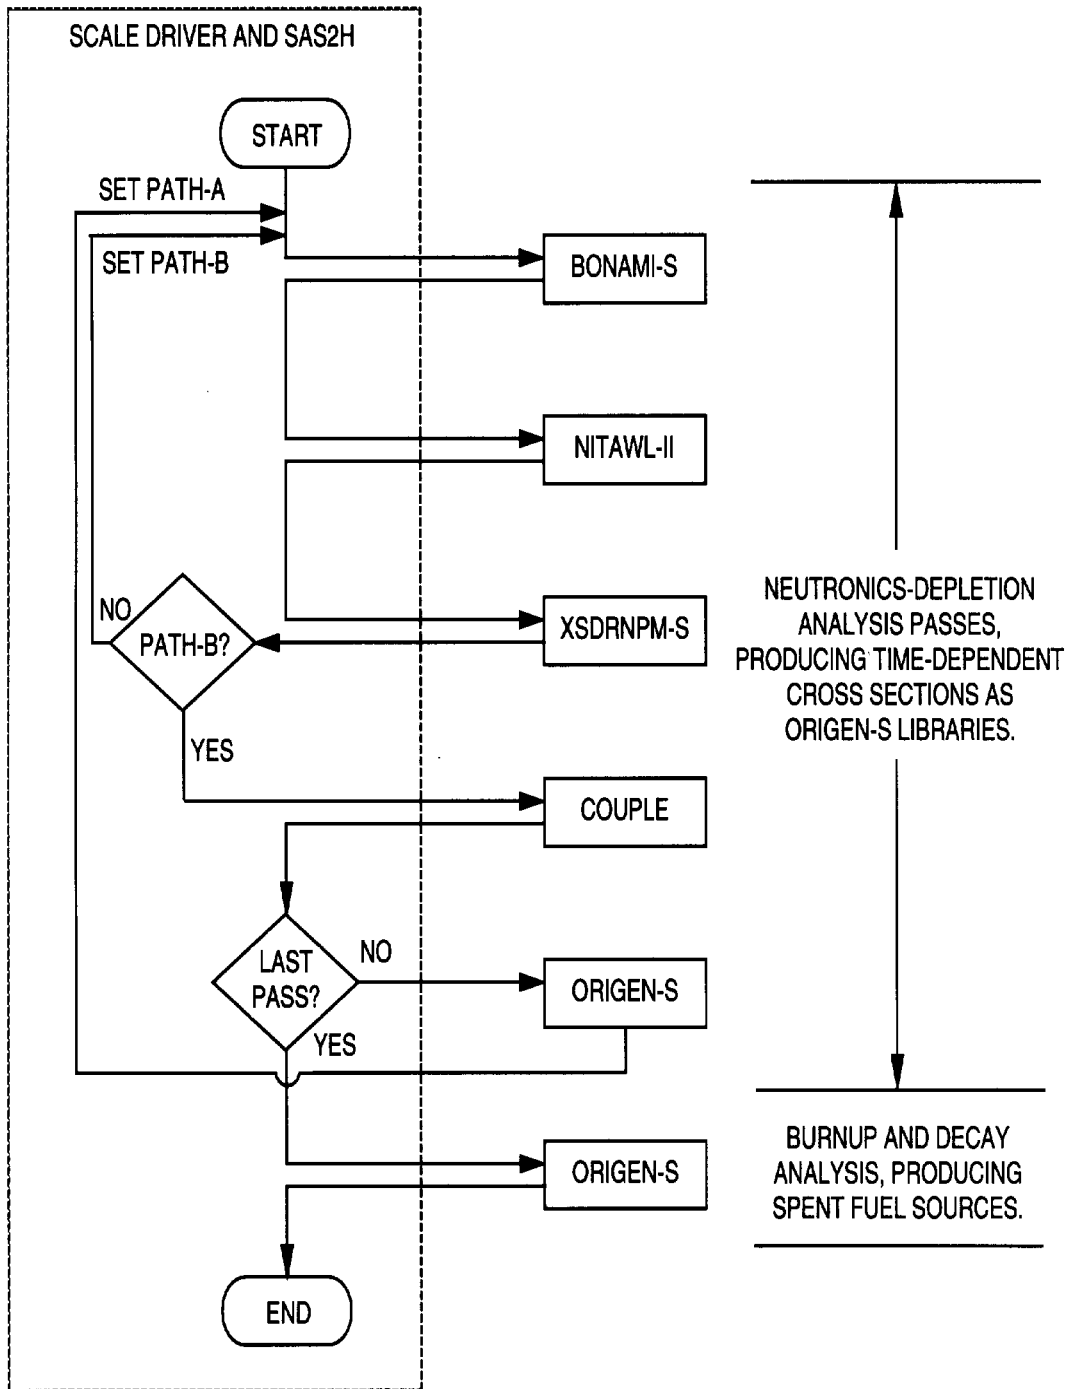 SCALE DRIVER AND SAS2H
START
SET PATH-A
SET PATH-B
BONAMI-S
NITAWL-II
XSDRNPM-S
NO
PATH-B?
YES
COUPLE
LAST
PASS?
NO
ORIGEN-S
YES
ORIGEN-S
END
NEUTRONICS-DEPLETION
ANALYSIS PASSES,
PRODUCING TIME-DEPENDENT
CROSS SECTIONS AS
ORIGEN-S LIBRARIES.
BURNUP AND DECAY
ANALYSIS, PRODUCING
SPENT FUEL SOURCES.